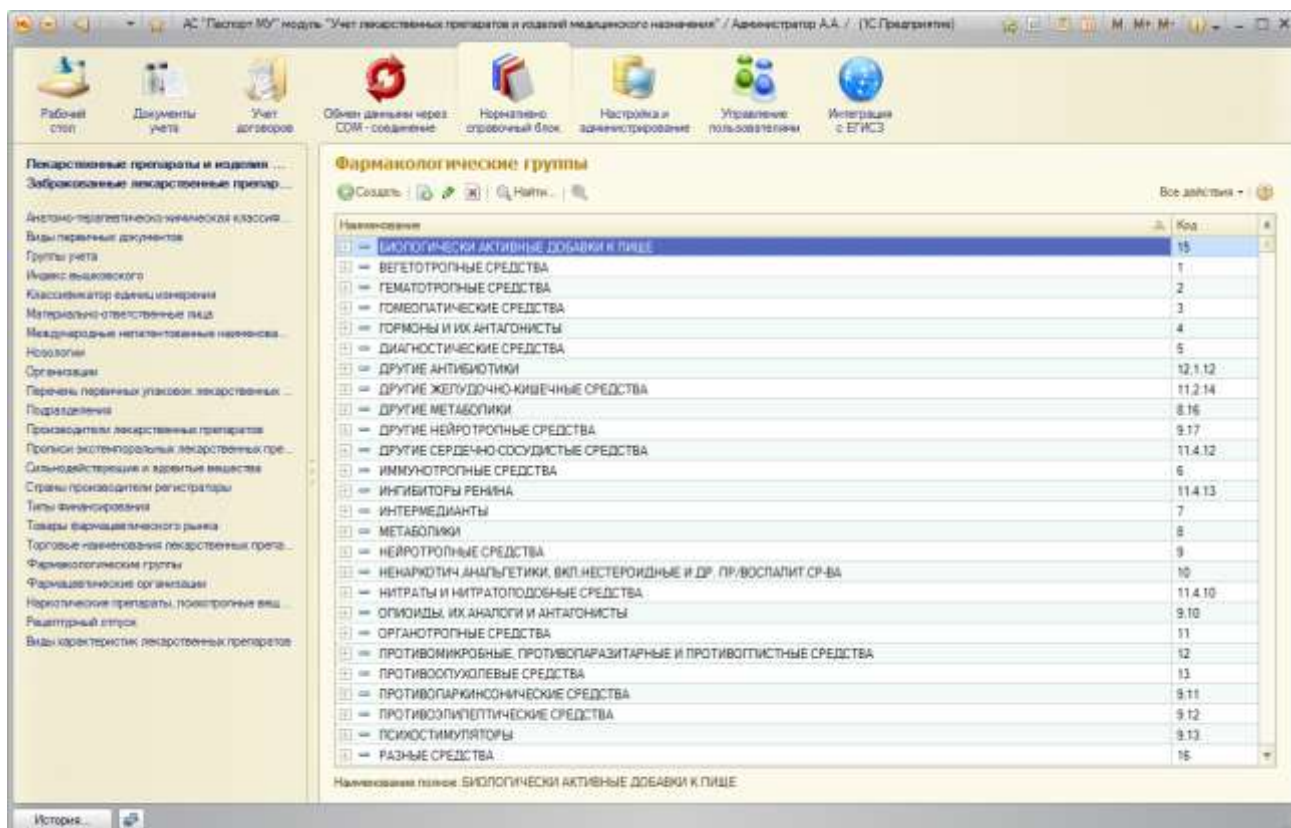 АС "Паспорт МУ" модуль "Учет лекарственных препаратов и изделий медицинского назначения" / Администратор А.А. / (1С:Предприятие)
M M+ M-
Рабочий стол
Документы учета
Учет договоров
Обмен данными через COM - соединение
Нормативно справочный блок
Настройка и администрирование
Управление пользователями
Интеграция с ЕГИСЗ
Лекарственные препараты и изделия ...
Забракованные лекарственные препар...
Анатомо-терапевтическо-химическая классиф...
Виды первичных документов
Группы учета
Индекс вышковского
Классификатор единиц измерения
Материально-ответственные лица
Международные непатентованные наименова...
Нозологии
Организации
Перечень первичных упаковок лекарственных ...
Подразделения
Производители лекарственных препаратов
Прописи экстемпоральных лекарственных пре...
Сильнодействующие и ядовитые вещества
Страны производители регистраторы
Типы финансирования
Товары фармацевтического рынка
Торговые наименования лекарственных препа...
Фармакологические группы
Фармацевтические организации
Наркотические препараты, психотропные вещ...
Рецептурный отпуск
Виды характеристик лекарственных препаратов
Фармакологические группы
Создать Найти... Все действия
Наименование Код
БИОЛОГИЧЕСКИ АКТИВНЫЕ ДОБАВКИ К ПИЩЕ 15
ВЕГЕТОТРОПНЫЕ СРЕДСТВА 1
ГЕМАТОТРОПНЫЕ СРЕДСТВА 2
ГОМЕОПАТИЧЕСКИЕ СРЕДСТВА 3
ГОРМОНЫ И ИХ АНТАГОНИСТЫ 4
ДИАГНОСТИЧЕСКИЕ СРЕДСТВА 5
ДРУГИЕ АНТИБИОТИКИ 12.1.12
ДРУГИЕ ЖЕЛУДОЧНО-КИШЕЧНЫЕ СРЕДСТВА 11.2.14
ДРУГИЕ МЕТАБОЛИКИ 8.16
ДРУГИЕ НЕЙРОТРОПНЫЕ СРЕДСТВА 9.17
ДРУГИЕ СЕРДЕЧНО-СОСУДИСТЫЕ СРЕДСТВА 11.4.12
ИММУНОТРОПНЫЕ СРЕДСТВА 6
ИНГИБИТОРЫ РЕНИНА 11.4.13
ИНТЕРМЕДИАНТЫ 7
МЕТАБОЛИКИ 8
НЕЙРОТРОПНЫЕ СРЕДСТВА 9
НЕНАРКОТИЧ.АНАЛЬГЕТИКИ, ВКЛ.НЕСТЕРОИДНЫЕ И ДР. ПР/ВОСПАЛИТ.СР-ВА 10
НИТРАТЫ И НИТРАТОПОДОБНЫЕ СРЕДСТВА 11.4.10
ОПИОИДЫ, ИХ АНАЛОГИ И АНТАГОНИСТЫ 9.10
ОРГАНОТРОПНЫЕ СРЕДСТВА 11
ПРОТИВОМИКРОБНЫЕ, ПРОТИВОПАРАЗИТАРНЫЕ И ПРОТИВОГЛИСТНЫЕ СРЕДСТВА 12
ПРОТИВООПУХОЛЕВЫЕ СРЕДСТВА 13
ПРОТИВОПАРКИНСОНИЧЕСКИЕ СРЕДСТВА 9.11
ПРОТИВОЭПИЛЕПТИЧЕСКИЕ СРЕДСТВА 9.12
ПСИХОСТИМУЛЯТОРЫ 9.13
РАЗНЫЕ СРЕДСТВА 16
Наименование полное: БИОЛОГИЧЕСКИ АКТИВНЫЕ ДОБАВКИ К ПИЩЕ
История...